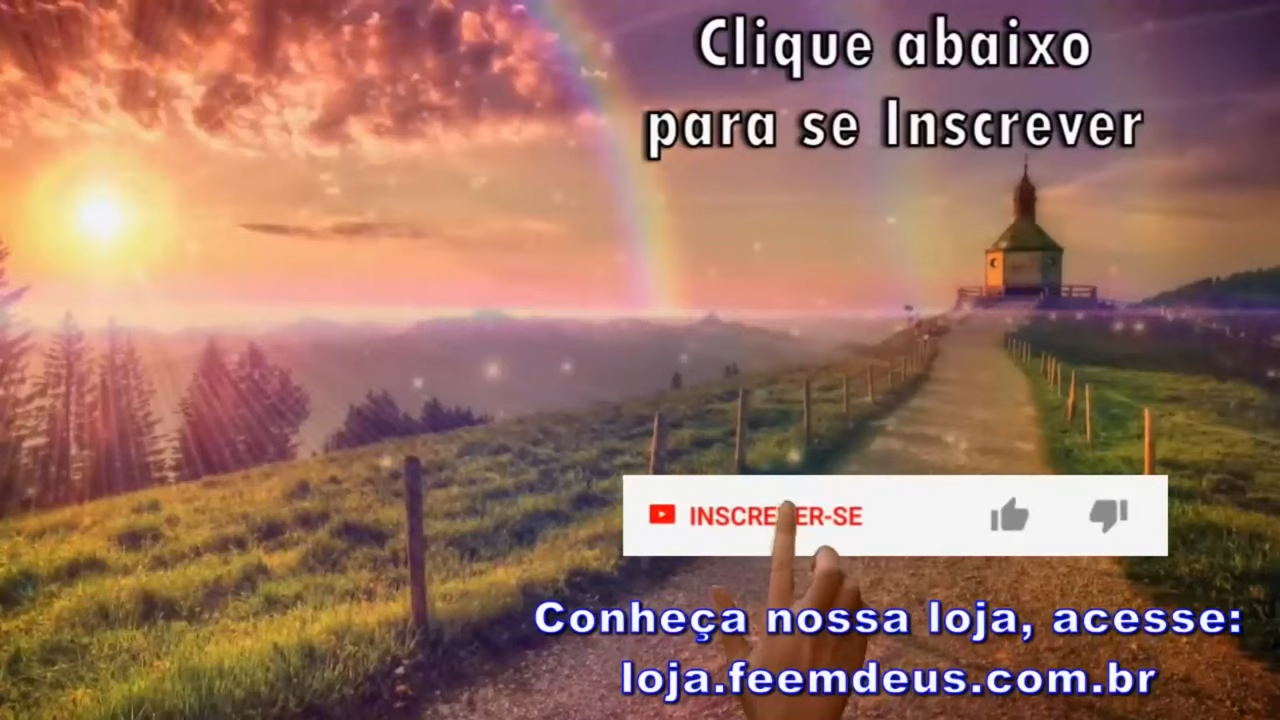 Clique abaixo
para se Inscrever
INSCREVER-SE
Conheça nossa loja, acesse:
loja.feemdeus.com.br